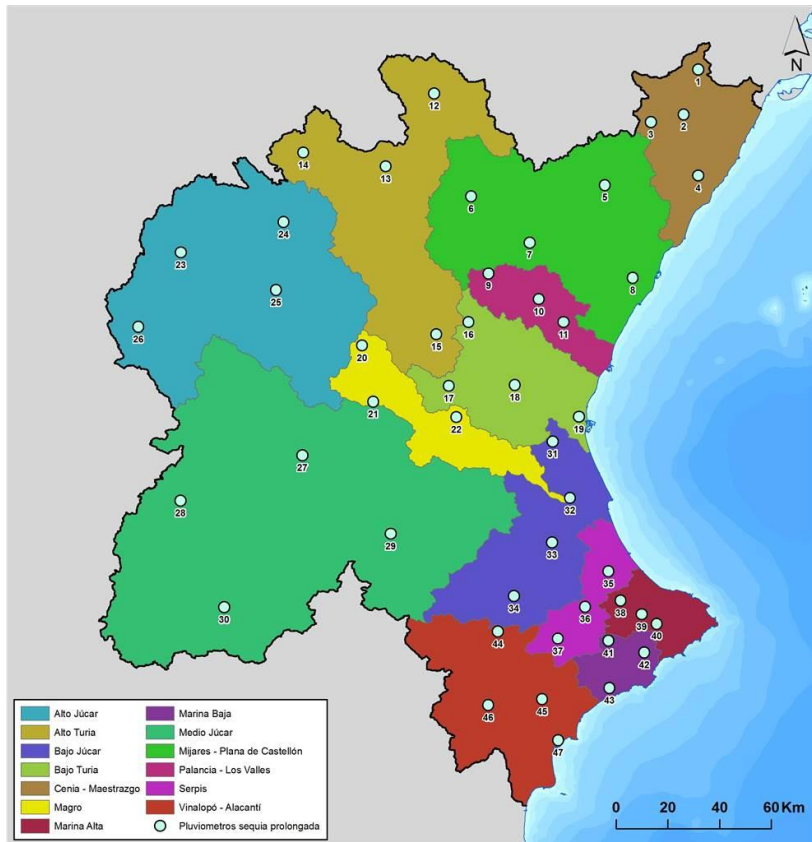 N
1
12
2
3
14
13
4
5
6
24
7
23
9
8
25
10
16
11
26
15
20
17
18
21
22
19
31
27
28
32
29
33
35
34
38
30
36
39
40
44
37
41
42
43
45
46
47
Alto Júcar
Marina Baja
Alto Turia
Medio Júcar
Bajo Júcar
Mijares - Plana de Castellón
Bajo Turia
Palancia - Los Valles
Cenia - Maestrazgo
Serpis
Magro
Vinalopó - Alacantí
Marina Alta
Pluviometros sequia prolongada
0 20 40 60 Km